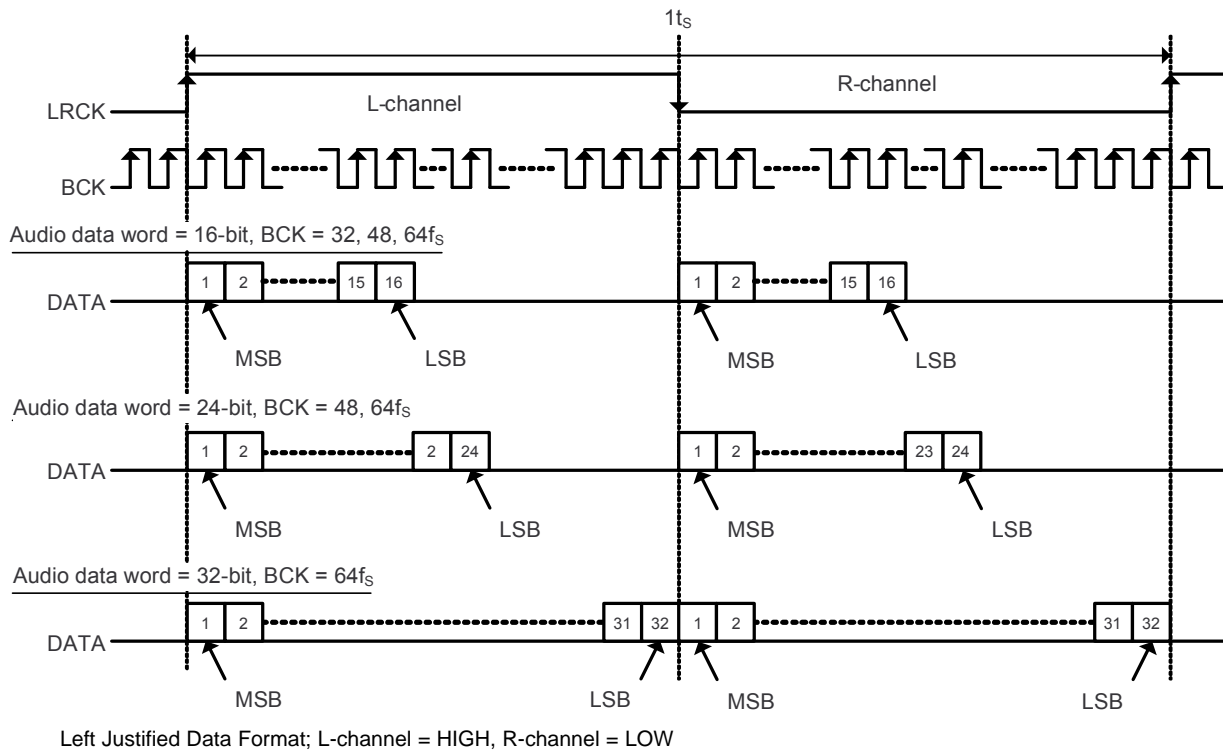 1tS
LRCK
L-channel
R-channel
BCK
Audio data word = 16-bit, BCK = 32, 48, 64fS
DATA
1 2 15 16 1 2 15 16
MSB LSB MSB LSB
Audio data word = 24-bit, BCK = 48, 64fS
DATA
1 2 2 24 1 2 23 24
MSB LSB MSB LSB
Audio data word = 32-bit, BCK = 64fS
DATA
1 2 31 32 1 2 31 32
MSB LSB MSB LSB
Left Justified Data Format; L-channel = HIGH, R-channel = LOW